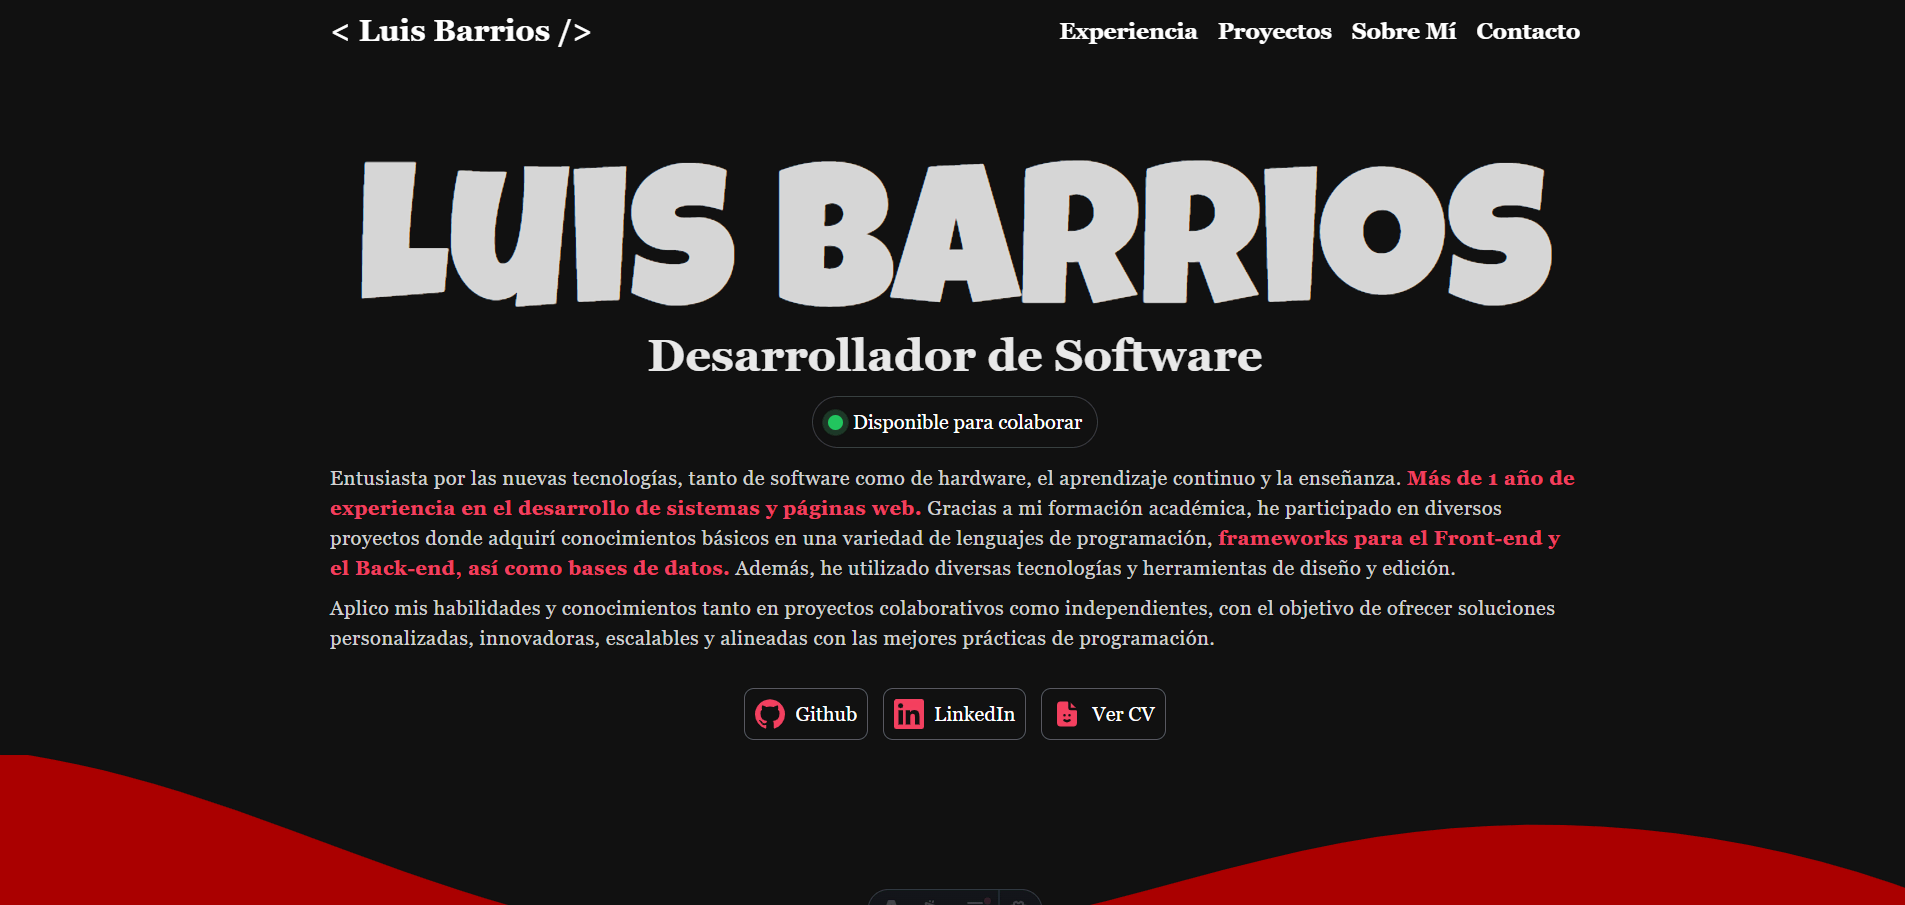 < Luis Barrios />
Experiencia Proyectos Sobre Mí Contacto
LUIS BARRIOS
Desarrollador de Software
Disponible para colaborar
Entusiasta por las nuevas tecnologías, tanto de software como de hardware, el aprendizaje continuo y la enseñanza. Más de 1 año de
experiencia en el desarrollo de sistemas y páginas web. Gracias a mi formación académica, he participado en diversos
proyectos donde adquirí conocimientos básicos en una variedad de lenguajes de programación, frameworks para el Front-end y
el Back-end, así como bases de datos. Además, he utilizado diversas tecnologías y herramientas de diseño y edición.
Aplico mis habilidades y conocimientos tanto en proyectos colaborativos como independientes, con el objetivo de ofrecer soluciones
personalizadas, innovadoras, escalables y alineadas con las mejores prácticas de programación.
Github
LinkedIn
Ver CV